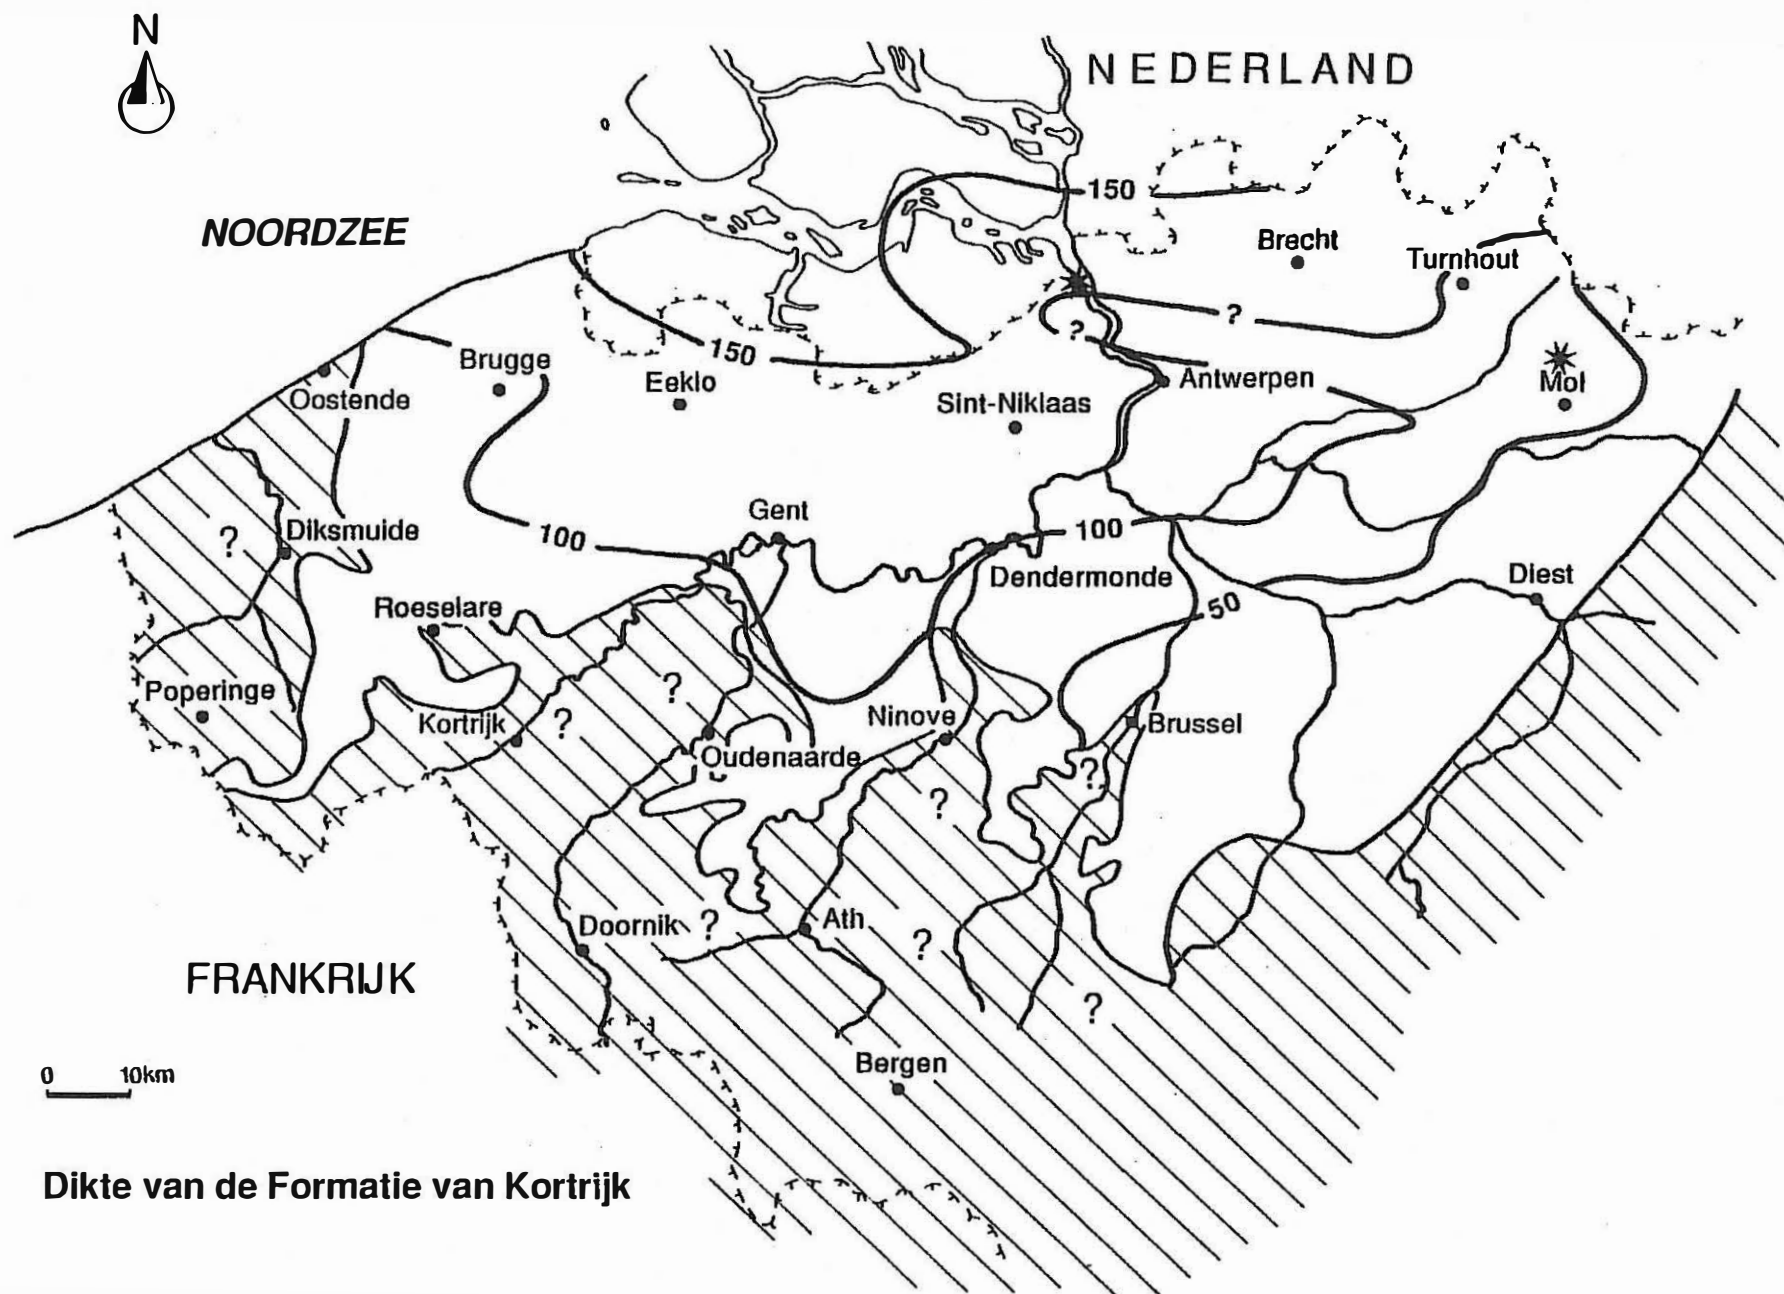 N
NEDERLAND
150
NOORDZEE
Brecht
Turnhout
?
?
150
Brugge
Eeklo
Antwerpen
Mol
Oostende
Sint-Niklaas
Gent
?
Diksmuide
100
100
Dendermonde
Diest
Roeselare
50
?
Poperinge
Kortrijk
?
Ninove
Brussel
Oudenaarde
?
?
Doornik
?
Ath
?
FRANKRIJK
?
Bergen
0 10km
Dikte van de Formatie van Kortrijk